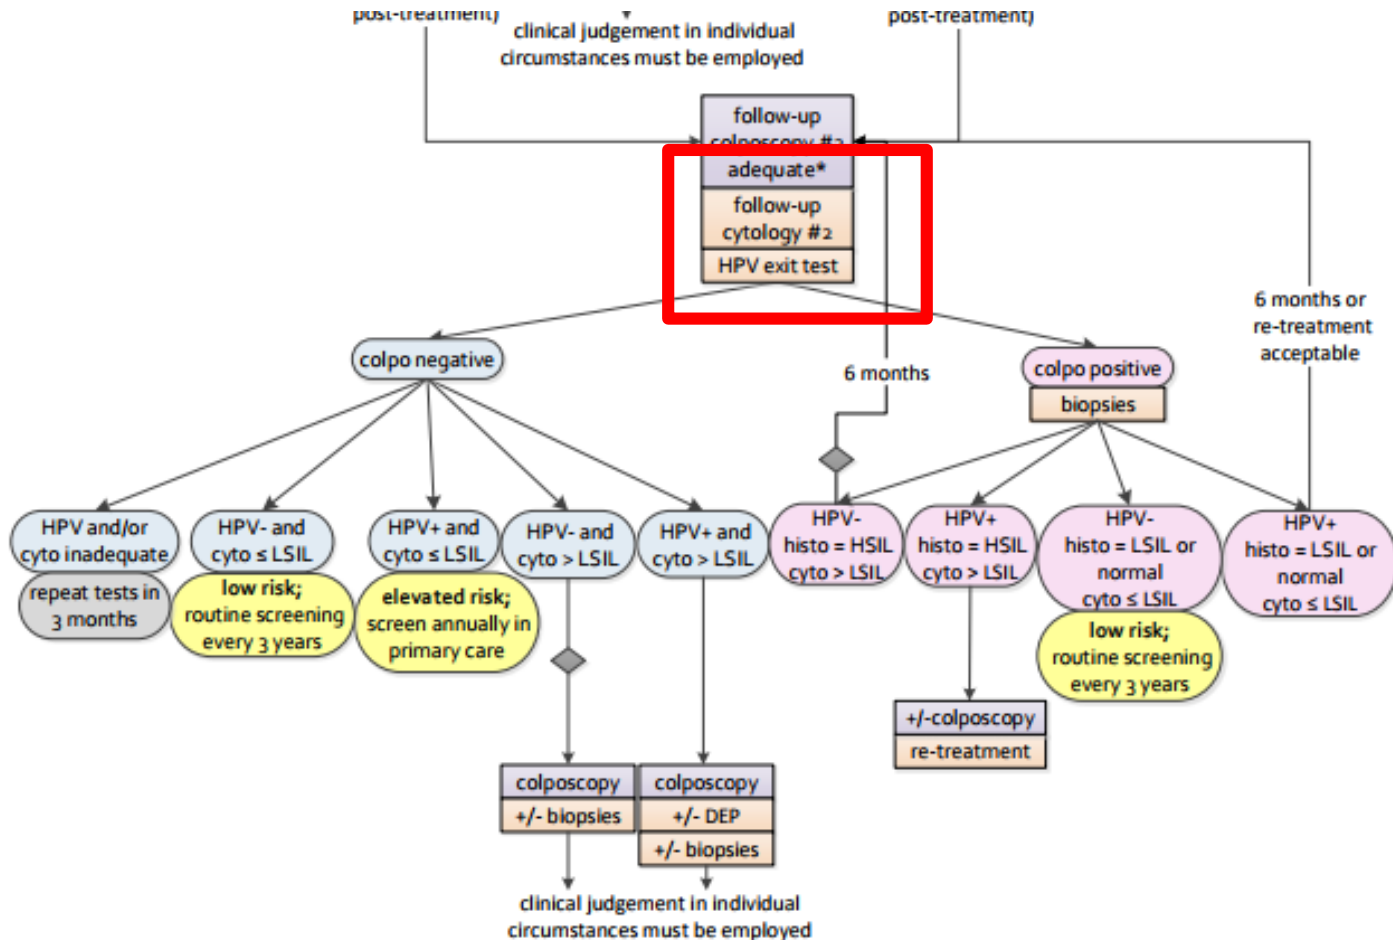 post-treatment)
clinical judgement in individual
circumstances must be employed
post-treatment)
follow-up
colposcopy #2
adequate*
follow-up
cytology #2
HPV exit test
6 months or
re-treatment
acceptable
colpo negative
6 months
colpo positive
biopsies
HPV and/or
cyto inadequate
repeat tests in
3 months
HPV- and
cyto ≤ LSIL
low risk;
routine screening
every 3 years
HPV+ and
cyto ≤ LSIL
elevated risk;
screen annually in
primary care
HPV- and
cyto > LSIL
HPV+ and
cyto > LSIL
HPV-
histo = HSIL
cyto > LSIL
HPV+
histo = HSIL
cyto > LSIL
HPV-
histo = LSIL or
normal
cyto ≤ LSIL
low risk;
routine screening
every 3 years
HPV+
histo = LSIL or
normal
cyto ≤ LSIL
+/-colposcopy
re-treatment
colposcopy
+/- biopsies
colposcopy
+/- DEP
+/- biopsies
clinical judgement in individual
circumstances must be employed